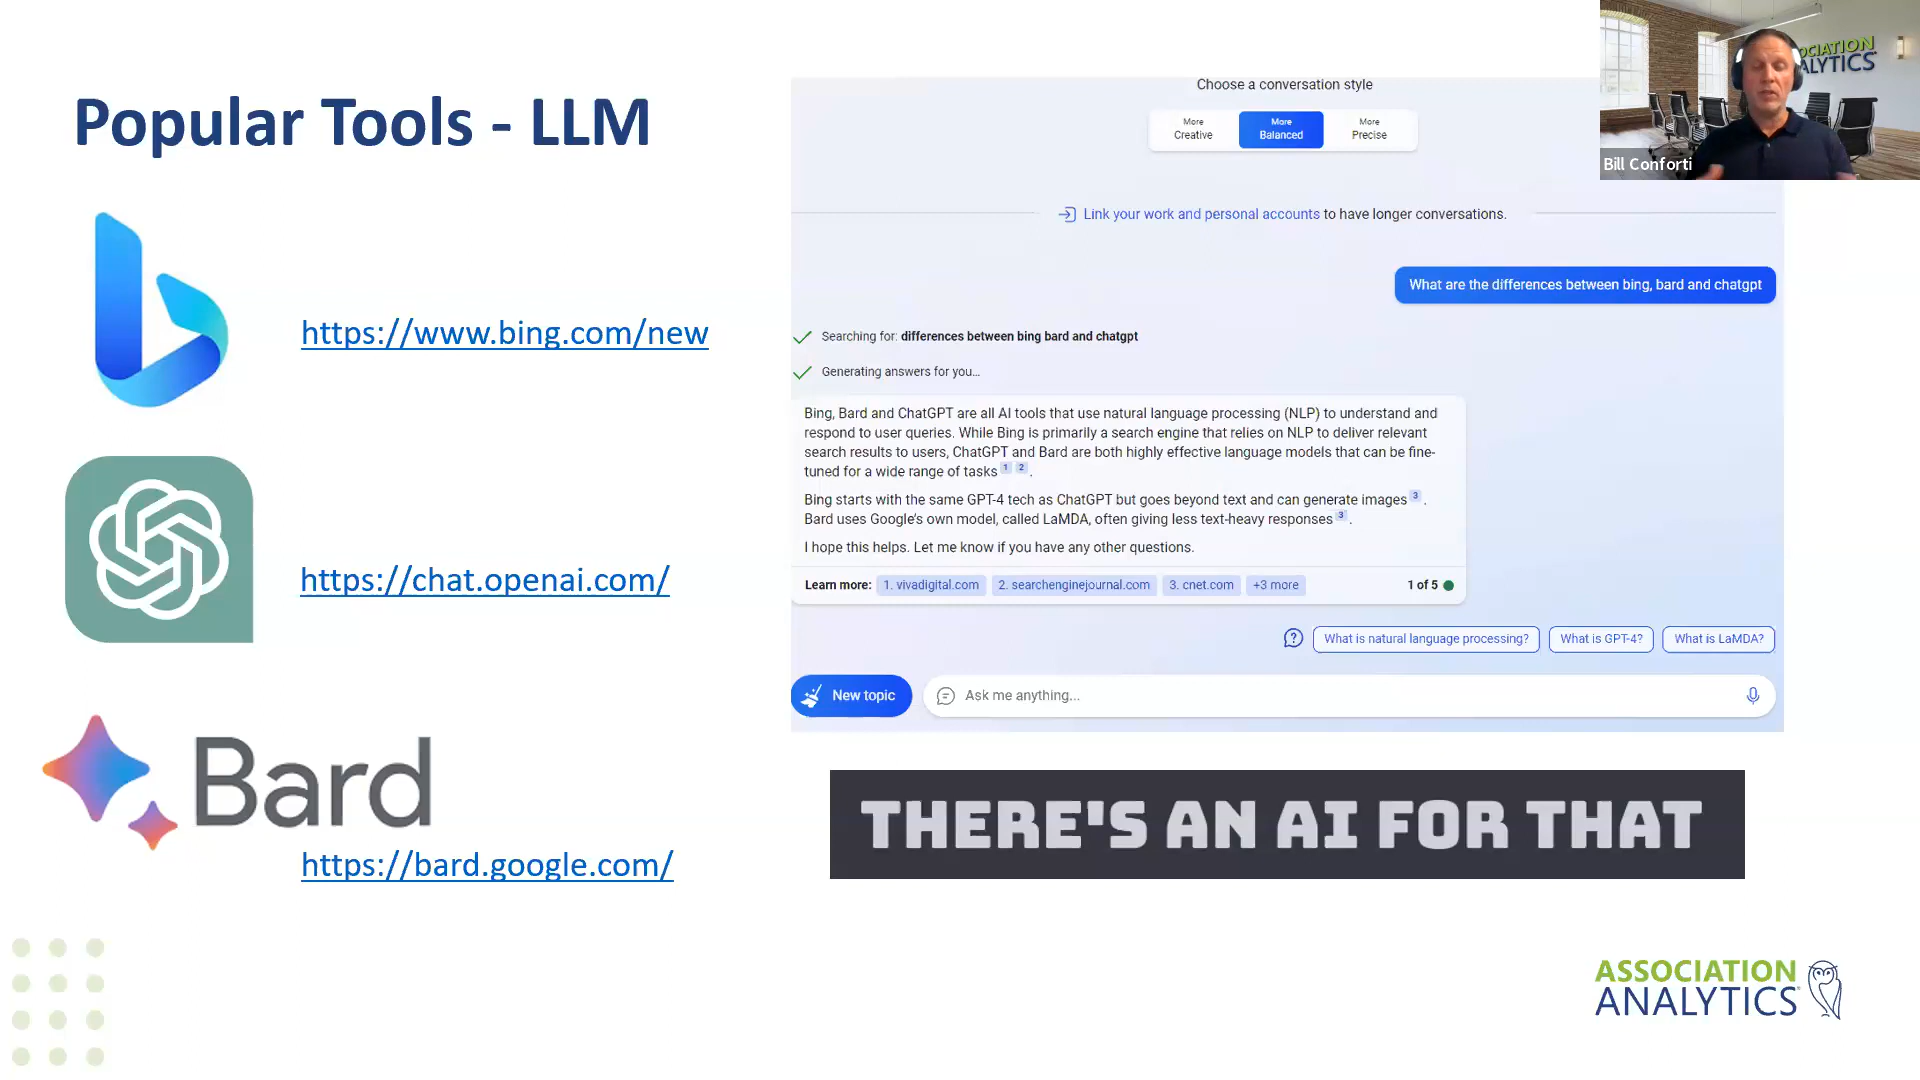 Popular Tools - LLM
https://www.bing.com/new
https://chat.openai.com/
Bard
https://bard.google.com/
Choose a conversation style
More Creative
More Balanced
More Precise
Link your work and personal accounts to have longer conversations.
What are the differences between bing, bard and chatgpt
Searching for: differences between bing bard and chatgpt
Generating answers for you...
Bing, Bard and ChatGPT are all AI tools that use natural language processing (NLP) to understand and
respond to user queries. While Bing is primarily a search engine that relies on NLP to deliver relevant
search results to users, ChatGPT and Bard are both highly effective language models that can be fine-
tuned for a wide range of tasks 1 2 .
Bing starts with the same GPT-4 tech as ChatGPT but goes beyond text and can generate images 3 .
Bard uses Google's own model, called LaMDA, often giving less text-heavy responses 3 .
I hope this helps. Let me know if you have any other questions.
Learn more: 1. vivadigital.com 2. searchenginejournal.com 3. cnet.com +3 more 1 of 5
What is natural language processing? What is GPT-4? What is LaMDA?
New topic
Ask me anything...
THERE'S AN AI FOR THAT
ASSOCIATION
ANALYTICS
OCIATION
ALYTICS
Bill Conforti